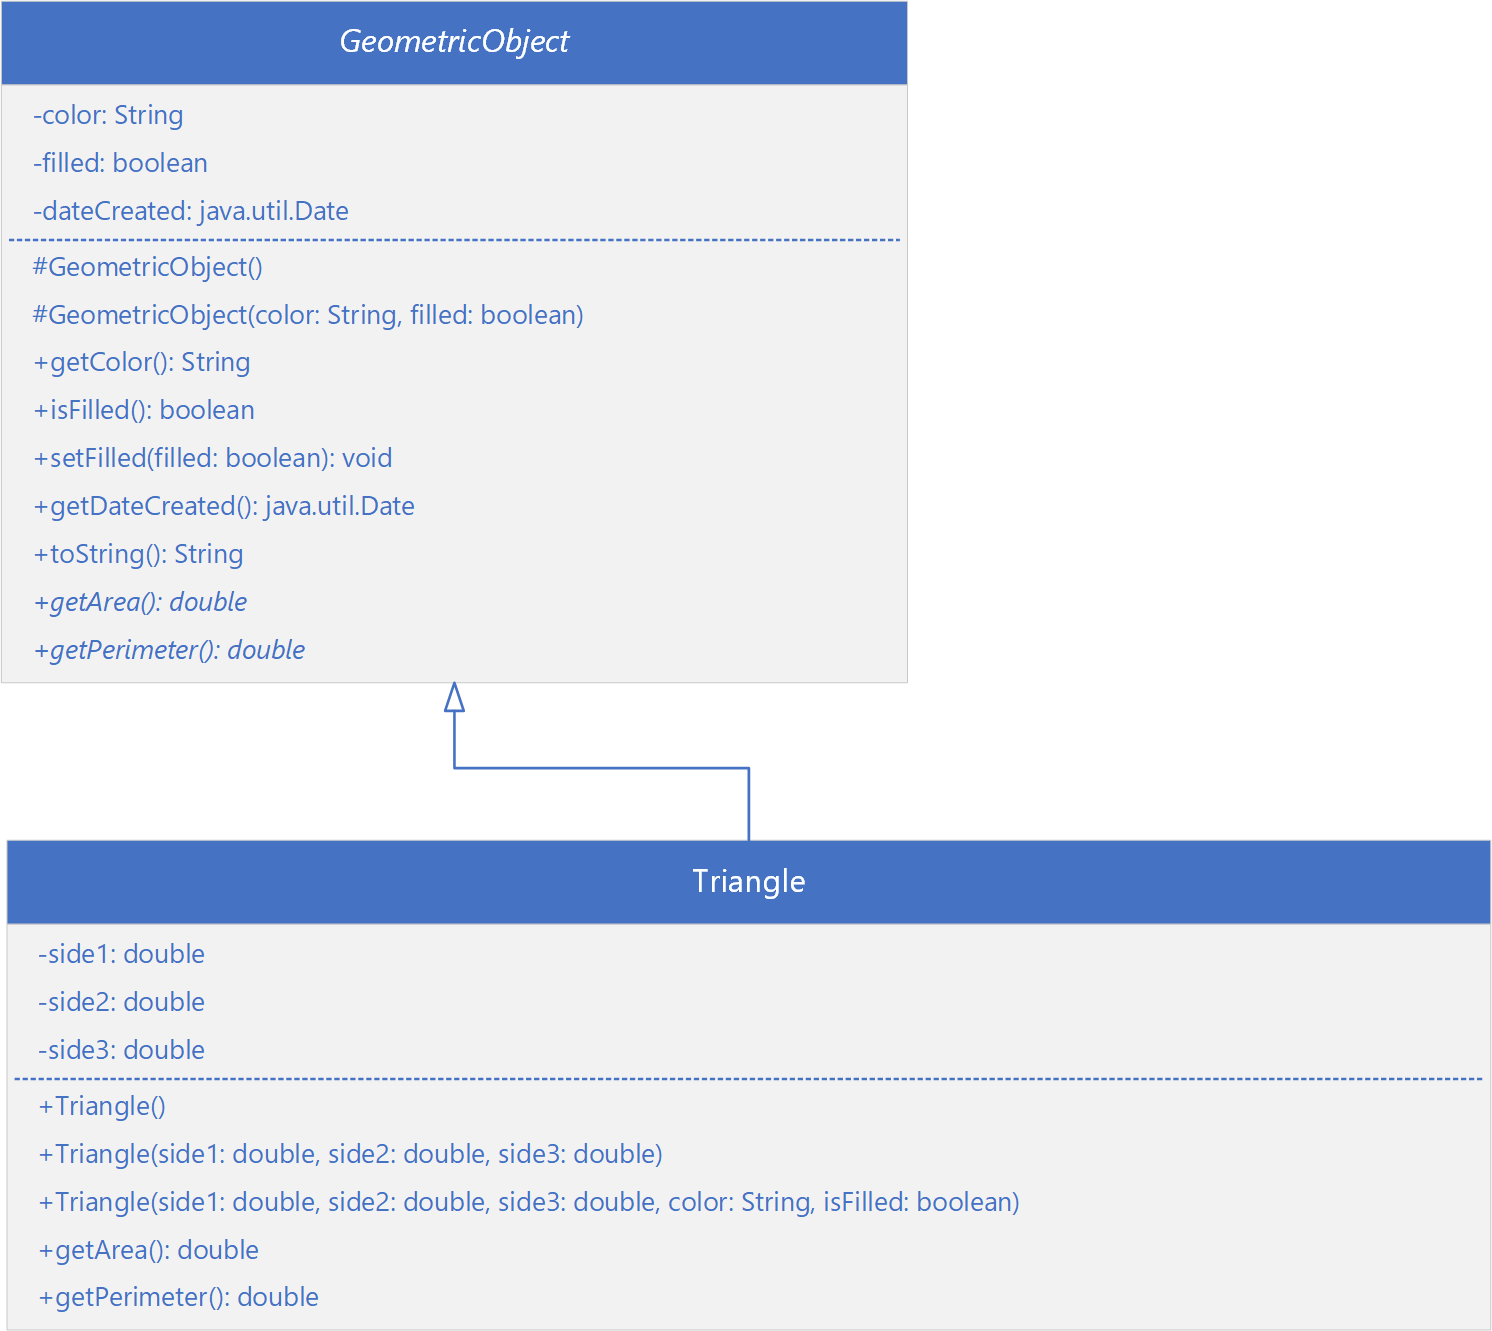 GeometricObject
-color: String
-filled: boolean
-dateCreated: java.util.Date
#GeometricObject()
#GeometricObject(color: String, filled: boolean)
+getColor(): String
+isFilled(): boolean
+setFilled(filled: boolean): void
+getDateCreated(): java.util.Date
+toString(): String
+getArea(): double
+getPerimeter(): double
Triangle
-side1: double
-side2: double
-side3: double
+Triangle()
+Triangle(side1: double, side2: double, side3: double)
+Triangle(side1: double, side2: double, side3: double, color: String, isFilled: boolean)
+getArea(): double
+getPerimeter(): double